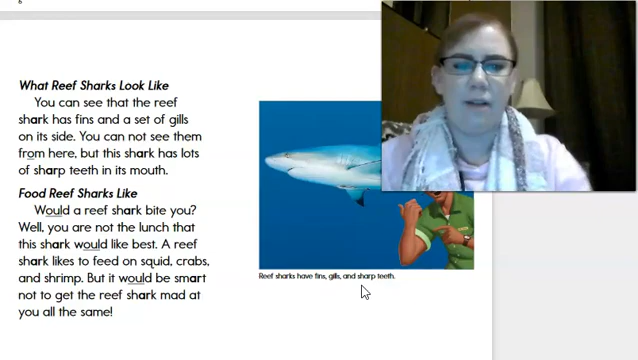 What Reef Sharks Look Like
You can see that the reef
shark has fins and a set of gills
on its side. You can not see them
from here, but this shark has lots
of sharp teeth in its mouth.
Food Reef Sharks Like
Would a reef shark bite you?
Well, you are not the lunch that
this shark would like best. A reef
shark likes to feed on squid, crabs,
and shrimp. But it would be smart
not to get the reef shark mad at
you all the same!
Reef sharks have fins, gills, and sharp teeth.